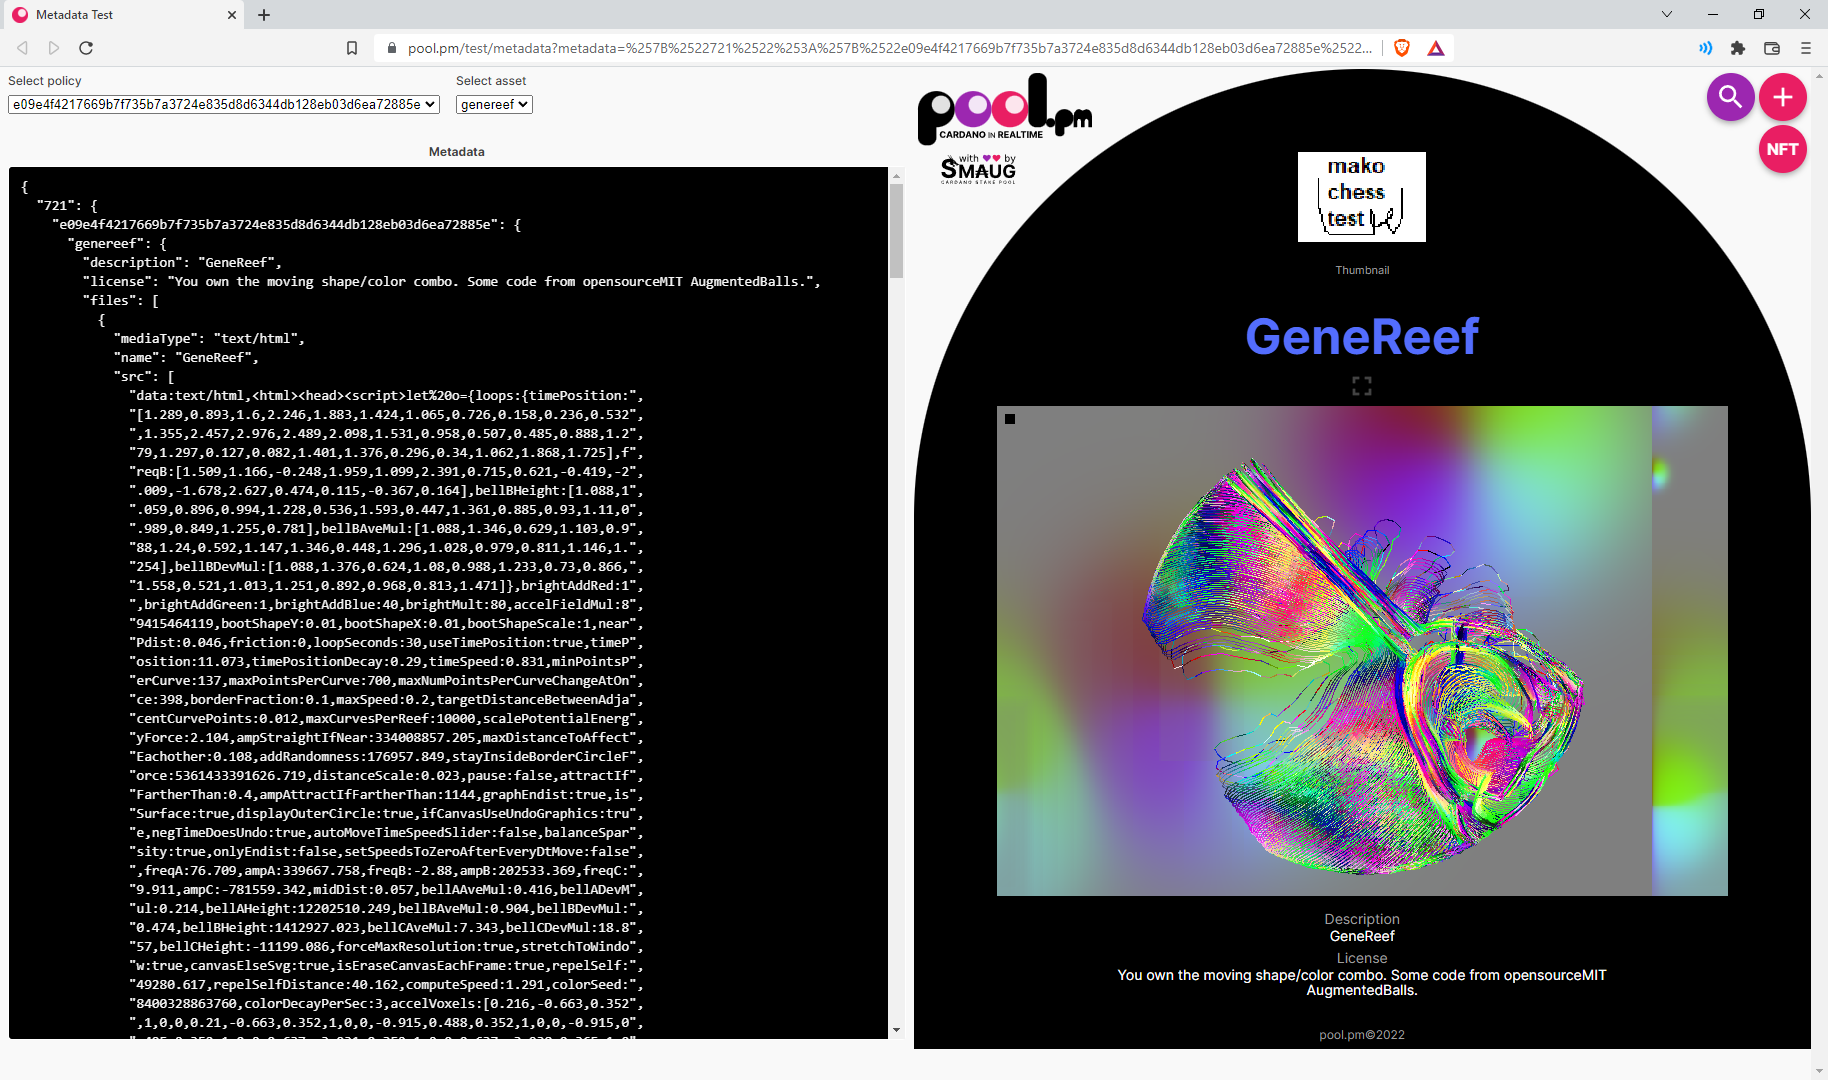 Metadata Test
pool.pm/test/metadata?metadata=%257B%2522721%2522%253A%257B%2522e09e4f4217669b7f735b7a3724e835d8d6344db128eb03d6ea72885e%2522...
Select policy
Select asset
e09e4f4217669b7f735b7a3724e835d8d6344db128eb03d6ea72885e
genereef
Metadata
{
"721": {
"e09e4f4217669b7f735b7a3724e835d8d6344db128eb03d6ea72885e": {
"genereef": {
"description": "GeneReef",
"license": "You own the moving shape/color combo. Some code from opensourceMIT AugmentedBalls.",
"files": [
{
"mediaType": "text/html",
"name": "GeneReef",
"src": [
"data:text/html,<html><head><script>let%20o={loops:{timePosition:",
"[1.289,0.893,1.6,2.246,1.883,1.424,1.065,0.726,0.158,0.236,0.532",
",1.355,2.457,2.976,2.489,2.098,1.531,0.958,0.507,0.485,0.888,1.2",
"79,1.297,0.127,0.082,1.401,1.376,0.296,0.34,1.062,1.868,1.725],f",
"reqB:[1.509,1.166,-0.248,1.959,1.099,2.391,0.715,0.621,-0.419,-2",
".009,-1.678,2.627,0.474,0.115,-0.367,0.164],bellBHeight:[1.088,1",
".059,0.896,0.994,1.228,0.536,1.593,0.447,1.361,0.885,0.93,1.11,0",
".989,0.849,1.255,0.781],bellBAveMul:[1.088,1.346,0.629,1.103,0.9",
"88,1.24,0.592,1.147,1.346,0.448,1.296,1.028,0.979,0.811,1.146,1.",
"254],bellBDevMul:[1.088,1.376,0.624,1.08,0.988,1.233,0.73,0.866,",
"1.558,0.521,1.013,1.251,0.892,0.968,0.813,1.471]},brightAddRed:1",
",brightAddGreen:1,brightAddBlue:40,brightMult:80,accelFieldMul:8",
"9415464119,bootShapeY:0.01,bootShapeX:0.01,bootShapeScale:1,near",
"Pdist:0.046,friction:0,loopSeconds:30,useTimePosition:true,timeP",
"osition:11.073,timePositionDecay:0.29,timeSpeed:0.831,minPointsP",
"erCurve:137,maxPointsPerCurve:700,maxNumPointsPerCurveChangeAtOn",
"ce:398,borderFraction:0.1,maxSpeed:0.2,targetDistanceBetweenAdja",
"centCurvePoints:0.012,maxCurvesPerReef:10000,scalePotentialEnerg",
"yForce:2.104,ampStraightIfNear:334008857.205,maxDistanceToAffect",
"Eachother:0.108,addRandomness:176957.849,stayInsideBorderCircleF",
"orce:5361433391626.719,distanceScale:0.023,pause:false,attractIf",
"FartherThan:0.4,ampAttractIfFartherThan:1144,graphEndist:true,is",
"Surface:true,displayOuterCircle:true,ifCanvasUseUndoGraphics:tru",
"e,negTimeDoesUndo:true,autoMoveTimeSpeedSlider:false,balanceSpar",
"sity:true,onlyEndist:false,setSpeedsToZeroAfterEveryDtMove:false",
",freqA:76.709,ampA:339667.758,freqB:-2.88,ampB:202533.369,freqC:",
"9.911,ampC:-781559.342,midDist:0.057,bellAAveMul:0.416,bellADevM",
"ul:0.214,bellAHeight:12202510.249,bellBAveMul:0.904,bellBDevMul:",
"0.474,bellBHeight:1412927.023,bellCAveMul:7.343,bellCDevMul:18.8",
"57,bellCHeight:-11199.086,forceMaxResolution:true,stretchToWindo",
"w:true,canvasElseSvg:true,isEraseCanvasEachFrame:true,repelSelf:",
"49280.617,repelSelfDistance:40.162,computeSpeed:1.291,colorSeed:",
"8400328863760,colorDecayPerSec:3,accelVoxels:[0.216,-0.663,0.352",
",1,0,0,0.21,-0.663,0.352,1,0,0,-0.915,0.488,0.352,1,0,0,-0.915,0",
pool.pm
CARDANO IN REALTIME
with by
SMAUG
CARDANO STAKE POOL
NFT
mako
chess
test
Thumbnail
GeneReef
Description
GeneReef
License
You own the moving shape/color combo. Some code from opensourceMIT
AugmentedBalls.
pool.pm©2022